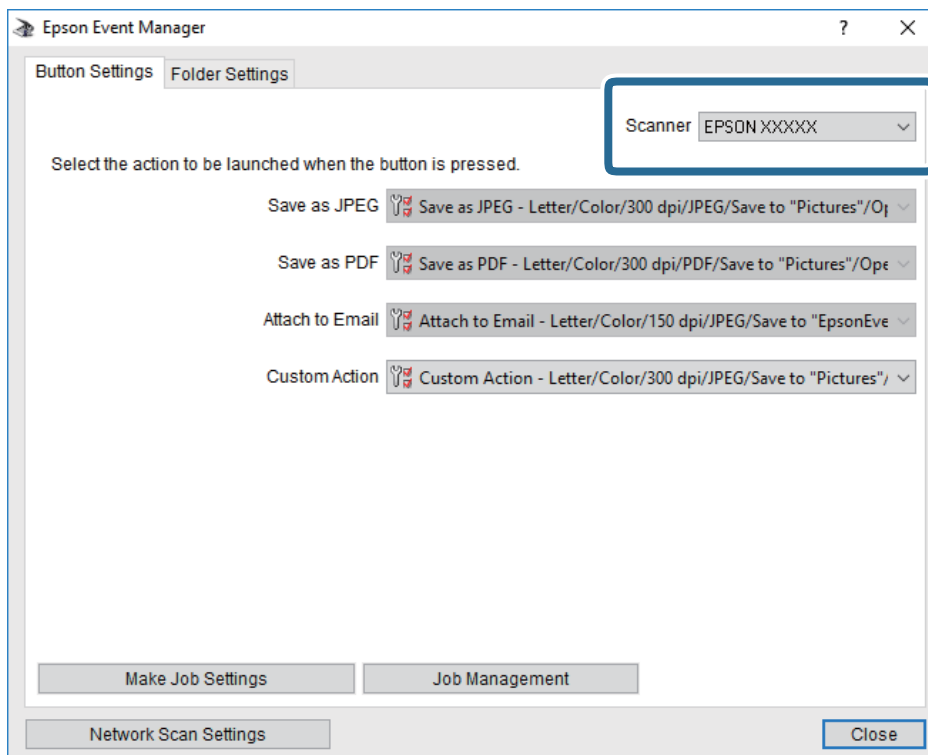 Epson Event Manager
Button Settings Folder Settings
Scanner EPSON XXXXX
Select the action to be launched when the button is pressed.
Save as JPEG Save as JPEG - Letter/Color/300 dpi/JPEG/Save to "Pictures"/Op
Save as PDF Save as PDF - Letter/Color/300 dpi/PDF/Save to "Pictures"/Ope
Attach to Email Attach to Email - Letter/Color/150 dpi/JPEG/Save to "EpsonEve
Custom Action Custom Action - Letter/Color/300 dpi/JPEG/Save to "Pictures"/
Make Job Settings Job Management
Network Scan Settings Close